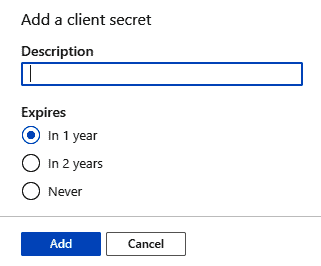 Add a client secret
Description
Expires
In 1 year
In 2 years
Never
Add
Cancel